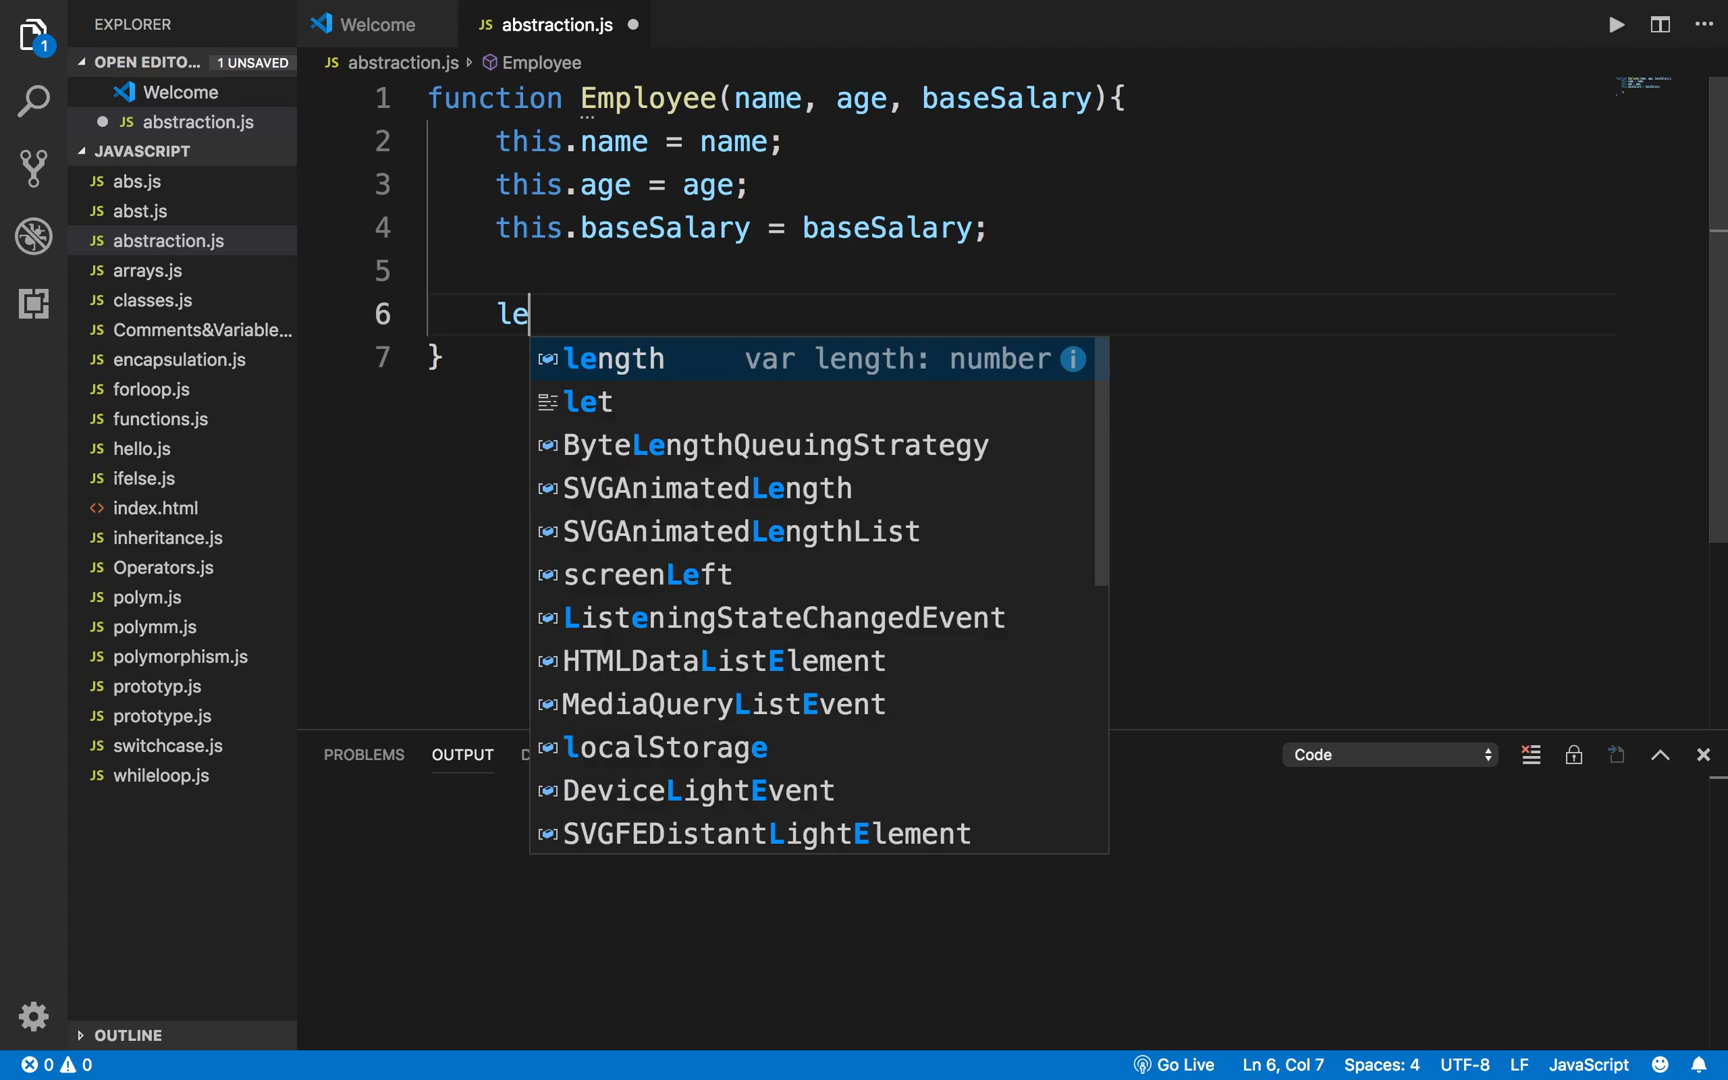 EXPLORER
1
OPEN EDITO... 1 UNSAVED
Welcome
JS abstraction.js
JAVASCRIPT
JS abs.js
JS abst.js
JS abstraction.js
JS arrays.js
JS classes.js
JS Comments&Variable...
JS encapsulation.js
JS forloop.js
JS functions.js
JS hello.js
JS ifelse.js
<> index.html
JS inheritance.js
JS Operators.js
JS polym.js
JS polymm.js
JS polymorphism.js
JS prototyp.js
JS prototype.js
JS switchcase.js
JS whileloop.js
OUTLINE
Welcome JS abstraction.js
JS abstraction.js Employee
1 function Employee(name, age, baseSalary){
2 this.name = name;
3 this.age = age;
4 this.baseSalary = baseSalary;
5
6 le
7 }
length var length: number i
let
ByteLengthQueuingStrategy
SVGAnimatedLength
SVGAnimatedLengthList
screenLeft
ListeningStateChangedEvent
HTMLDataListElement
MediaQueryListEvent
localStorage
DeviceLightEvent
SVGFEDistantLightElement
PROBLEMS OUTPUT D Code
0 0 Go Live Ln 6, Col 7 Spaces: 4 UTF-8 LF JavaScript